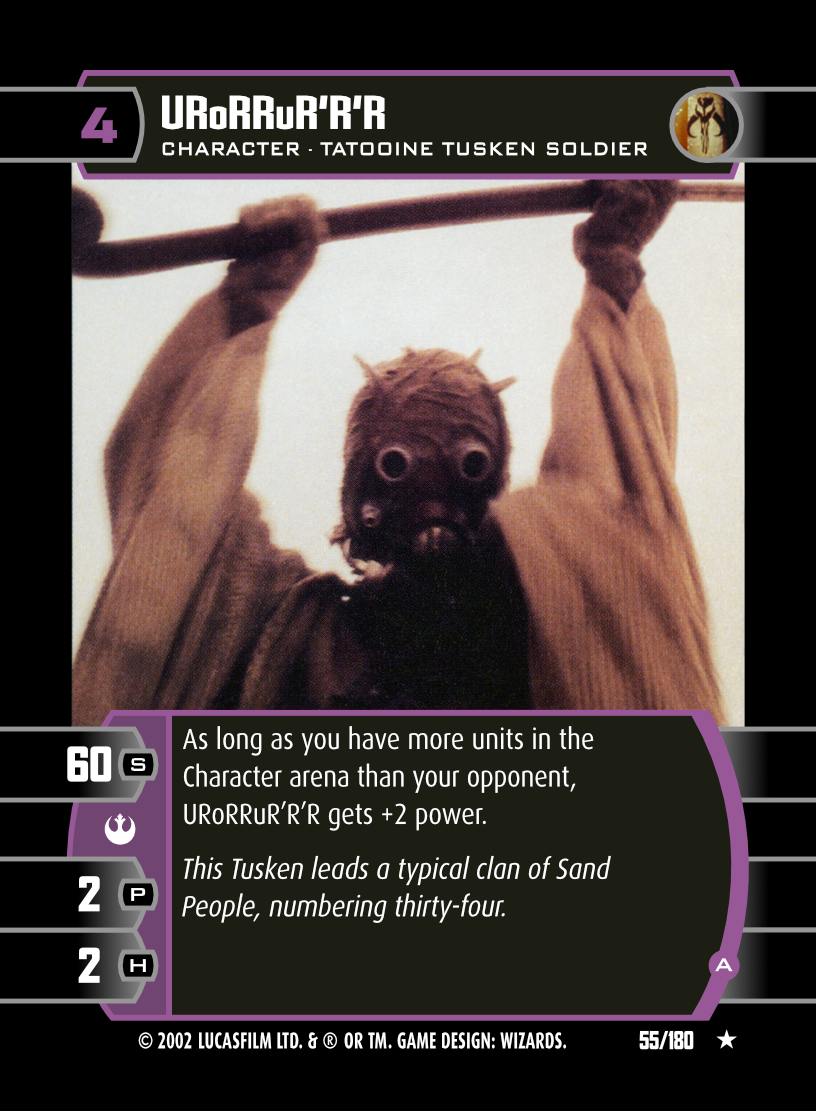 4
URoRRuR'R'R
CHARACTER · TATOOINE TUSKEN SOLDIER
60 S
2 P
2 H
As long as you have more units in the
Character arena than your opponent,
URoRRuR'R'R gets +2 power.
This Tusken leads a typical clan of Sand
People, numbering thirty-four.
A
© 2002 LUCASFILM LTD. & ® OR TM. GAME DESIGN: WIZARDS.
55/180 ★